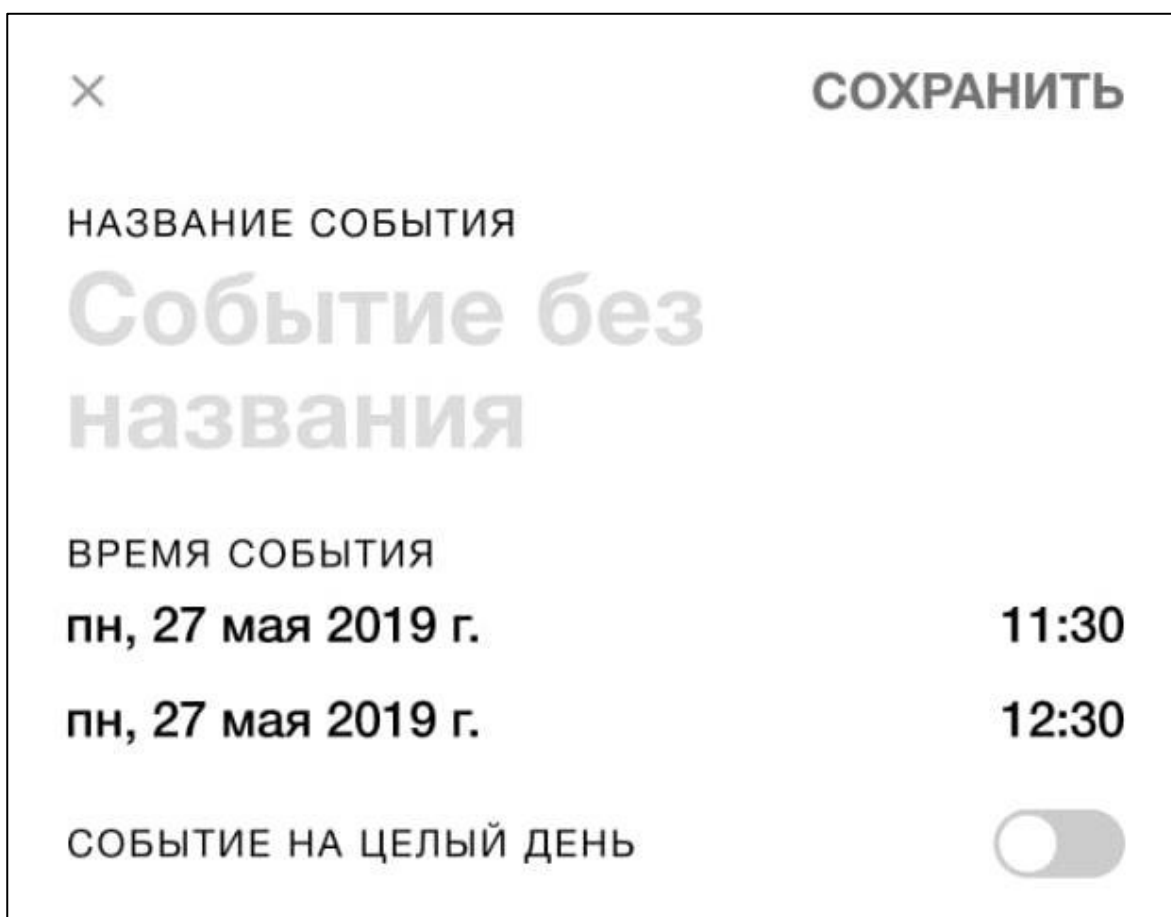 СОХРАНИТЬ
НАЗВАНИЕ СОБЫТИЯ
Событие без
названия
ВРЕМЯ СОБЫТИЯ
пн, 27 мая 2019 г. 11:30
пн, 27 мая 2019 г. 12:30
СОБЫТИЕ НА ЦЕЛЫЙ ДЕНЬ